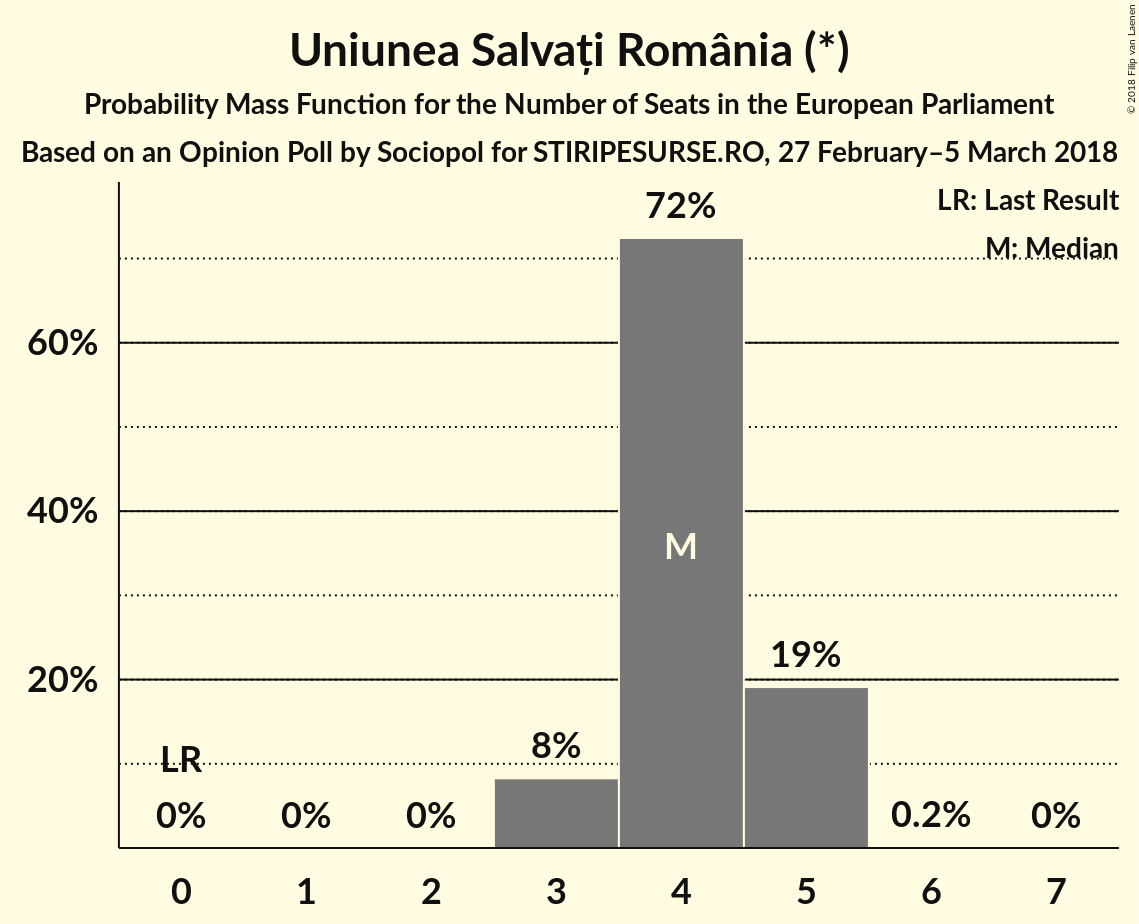 Uniunea Salvați România (*)
Probability Mass Function for the Number of Seats in the European Parliament
Based on an Opinion Poll by Sociopol for STIRIPESURSE.RO, 27 February–5 March 2018
© 2018 Filip van Laenen
LR: Last Result
M: Median
72%
60%
40%
M
19%
20%
8%
LR
0%
0%
0%
0.2%
0%
0 1 2 3 4 5 6 7